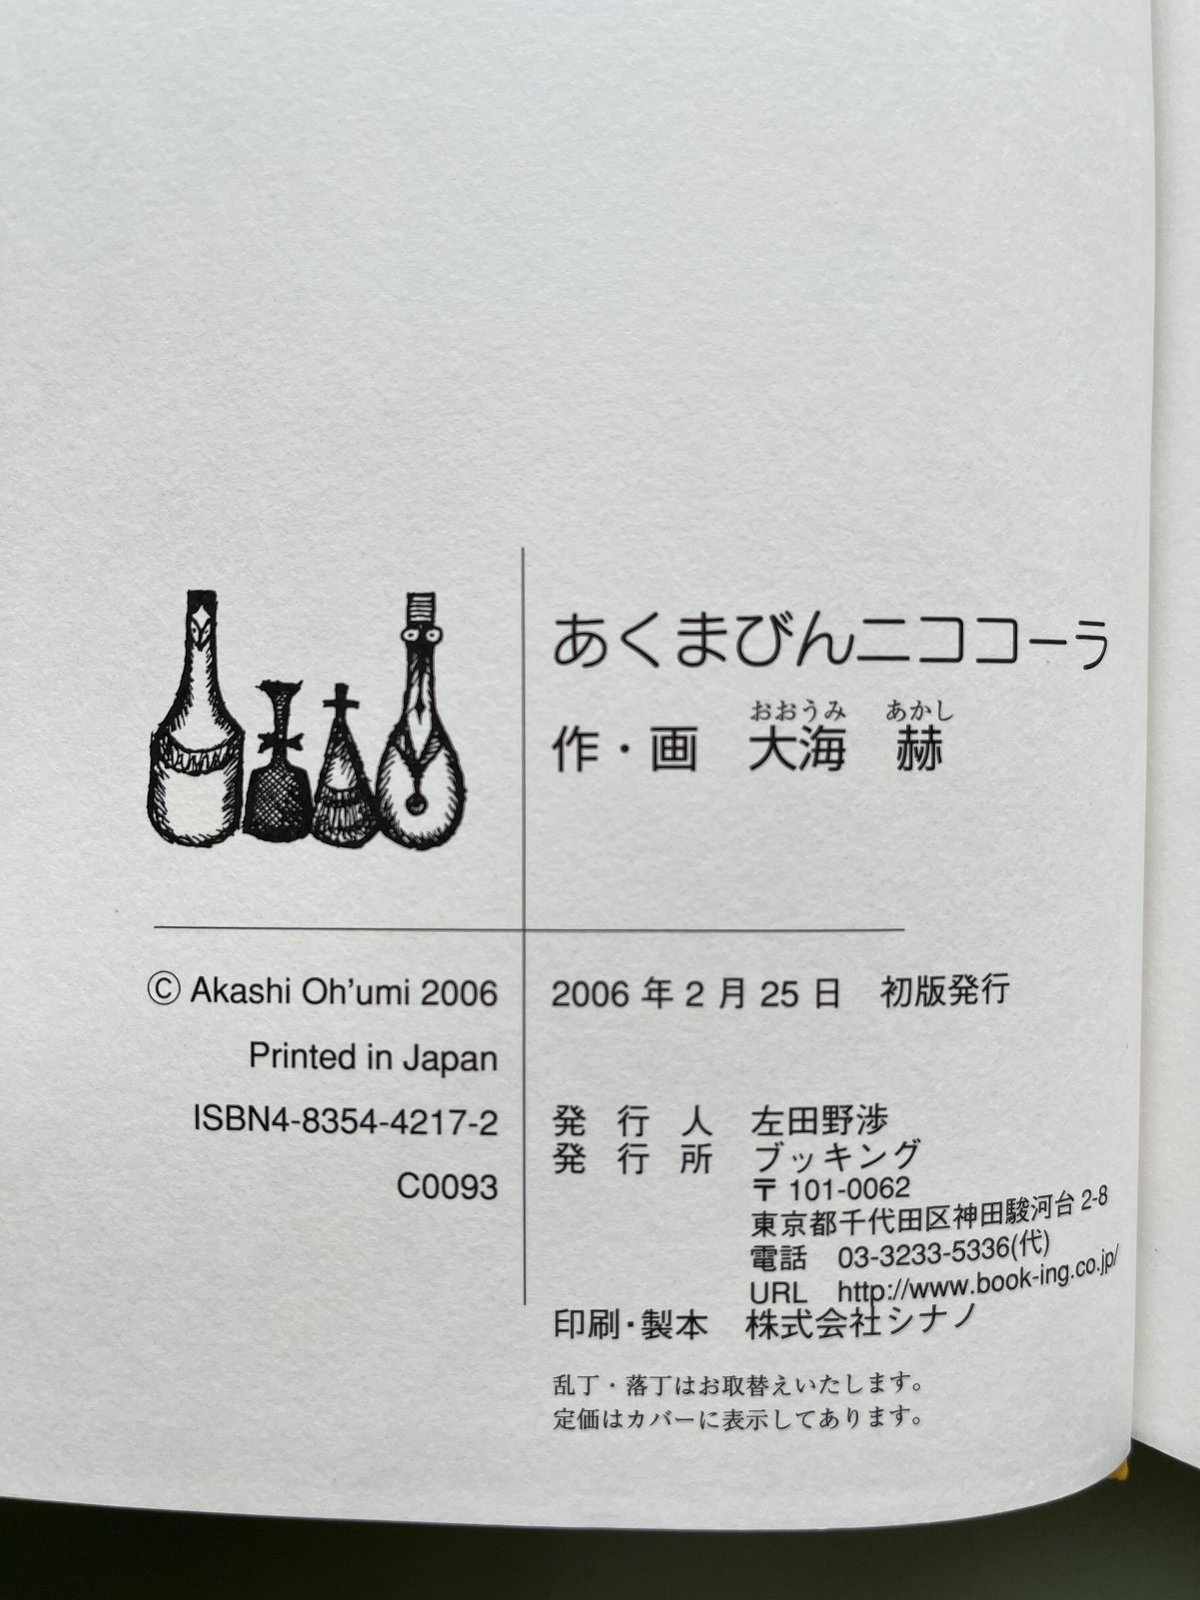 あくまびんニココーラ
おおうみ あかし
作・画 大海 赫
© Akashi Oh'umi 2006
Printed in Japan
ISBN4-8354-4217-2
C0093
2006年2月25日 初版発行
発行人 左田野渉
発行所 ブッキング
〒101-0062
東京都千代田区神田駿河台2-8
電話 03-3233-5336(代)
URL http://www.book-ing.co.jp/
印刷・製本 株式会社シナノ
乱丁・落丁はお取替えいたします。
定価はカバーに表示してあります。